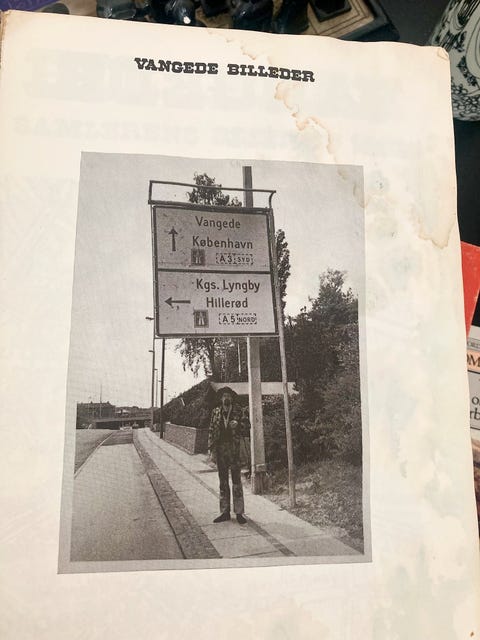 VANGEDE BILLEDER
Vangede
København
A3 SYD
Kgs. Lyngby
Hillerød
A5 NORD